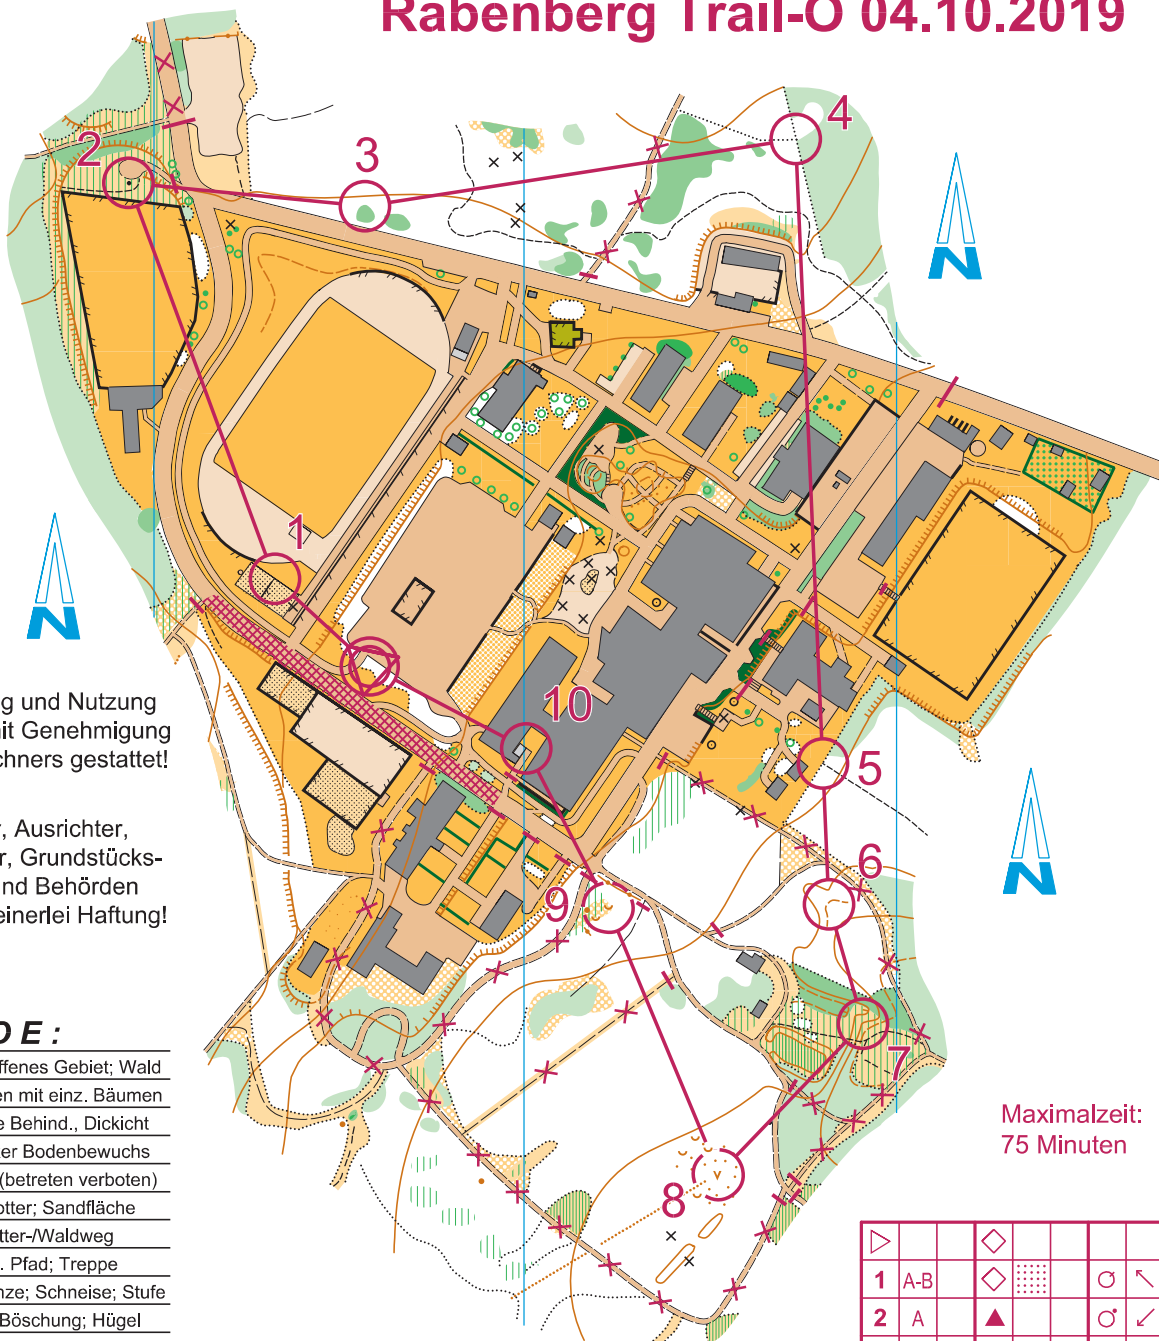 Rabenberg Trail-O 04.10.2019
4
3
2
N
1
N
g und Nutzung
it Genehmigung
chners gestattet!
10
5
, Ausrichter,
r, Grundstücks-
nd Behörden
einerlei Haftung!
6
N
9
D E :
ffenes Gebiet; Wald
en mit einz. Bäumen
e Behind., Dickicht
er Bodenbewuchs
(betreten verboten)
otter; Sandfläche
tter-/Waldweg
. Pfad; Treppe
nze; Schneise; Stufe
Böschung; Hügel
7
Maximalzeit:
75 Minuten
8
1 A-B
2 A